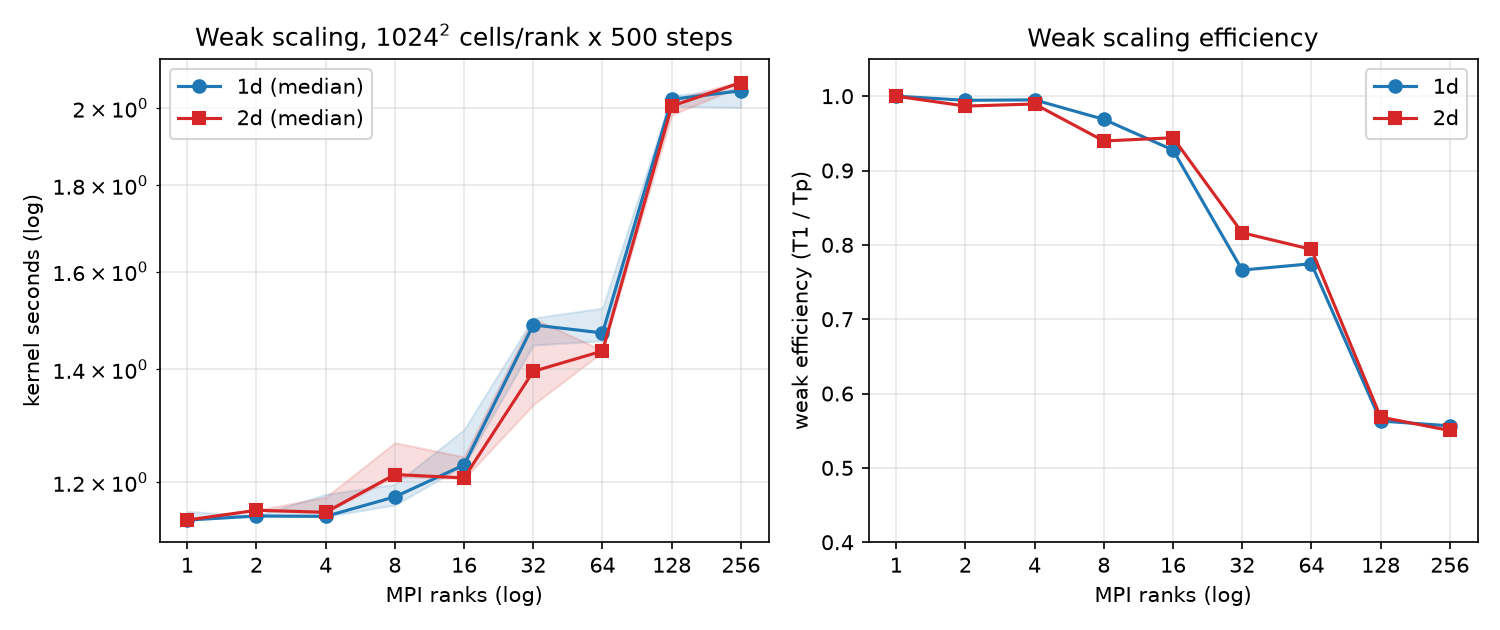 Weak scaling, 1024² cells/rank x 500 steps
kernel seconds (log)
2 × 10⁰
1.8 × 10⁰
1.6 × 10⁰
1.4 × 10⁰
1.2 × 10⁰
1d (median)
2d (median)
1 2 4 8 16 32 64 128 256
MPI ranks (log)
Weak scaling efficiency
weak efficiency (T1 / Tp)
1.0
0.9
0.8
0.7
0.6
0.5
0.4
1d
2d
1 2 4 8 16 32 64 128 256
MPI ranks (log)